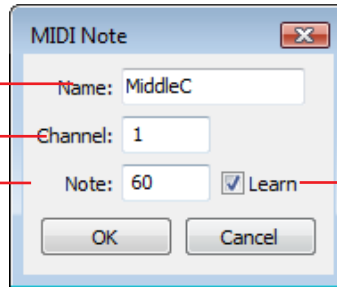 MIDI Note
Name: MiddleC
Channel: 1
Note: 60 Learn
OK Cancel